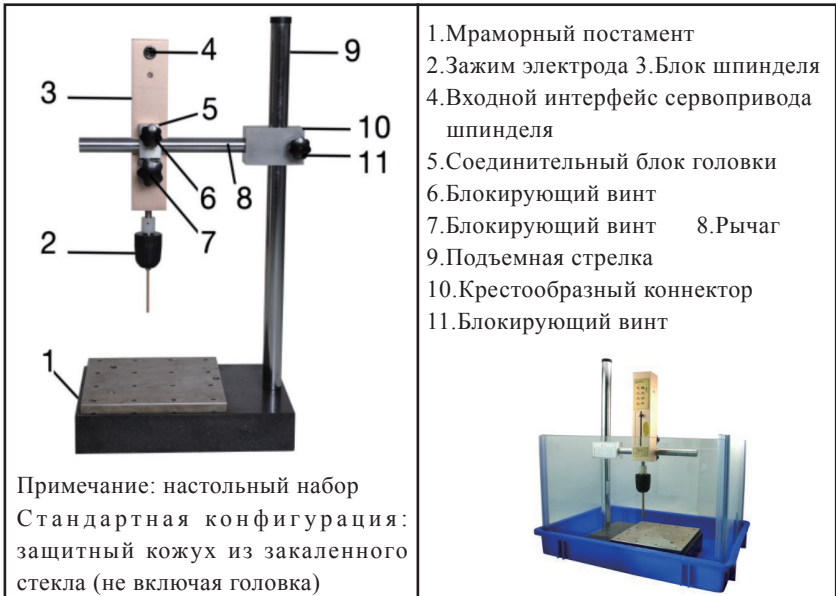 4
9
3
5
10
11
6
8
7
2
1
Примечание: настольный набор
Стандартная конфигурация:
защитный кожух из закаленного
стекла (не включая головка)
1.Мраморный постамент
2.Зажим электрода 3.Блок шпинделя
4.Входной интерфейс сервопривода
шпинделя
5.Соединительный блок головки
6.Блокирующий винт
7.Блокирующий винт 8.Рычаг
9.Подъемная стрелка
10.Крестообразный коннектор
11.Блокирующий винт